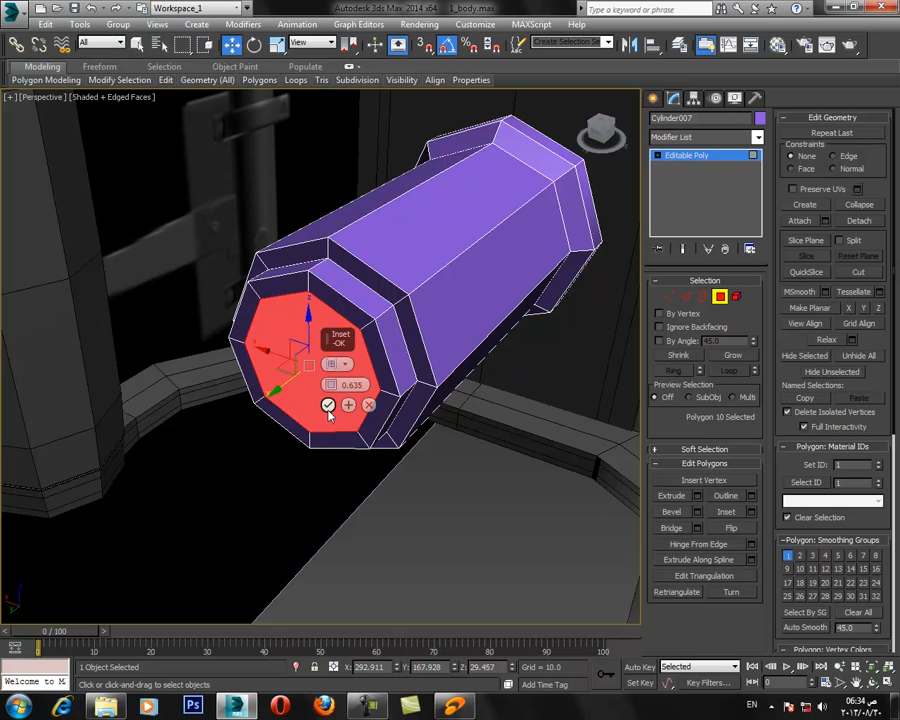 Workspace_1
Autodesk 3ds Max 2014 x64
1_body.max
Type a keyword or phrase
Edit Tools Group Views Create Modifiers Animation Graph Editors Rendering Customize MAXScript Help
All
View
Create Selection Se
Modeling Freeform Selection Object Paint Populate
Polygon Modeling Modify Selection Edit Geometry (All) Polygons Loops Tris Subdivision Visibility Align Properties
[+] [Perspective] [Shaded + Edged Faces]
Inset
-OK
0.635
Cylinder007
Modifier List
Editable Poly
Selection
By Vertex
Ignore Backfacing
By Angle: 45.0
Shrink Grow
Ring Loop
Preview Selection
Off SubObj Multi
Polygon 10 Selected
Soft Selection
Edit Polygons
Insert Vertex
Extrude Outline
Bevel Inset
Bridge Flip
Hinge From Edge
Extrude Along Spline
Edit Triangulation
Retriangulate Turn
Edit Geometry
Repeat Last
Constraints
None Edge
Face Normal
Preserve UVs
Create Collapse
Attach Detach
Slice Plane Split
Slice Reset Plane
QuickSlice Cut
MSmooth Tessellate
Make Planar X Y Z
View Align Grid Align
Relax
Hide Selected Unhide All
Hide Unselected
Named Selections:
Copy Paste
Delete Isolated Vertices
Full Interactivity
Polygon: Material IDs
Set ID: 1
Select ID 1
Clear Selection
Polygon: Smoothing Groups
1 2 3 4 5 6 7 8
9 10 11 12 13 14 15 16
17 18 19 20 21 22 23 24
25 26 27 28 29 30 31 32
Select By SG Clear All
Auto Smooth 45.0
Polygon: Vertex Colors
0 / 100
0 10 20 30 40 50 60 70 80 90 100
1 Object Selected
X: 292.911 Y: 167.928 Z: 29.457 Grid = 10.0
Auto Key Selected
Welcome to M
Click or click-and-drag to select objects
Add Time Tag
Set Key Key Filters... 0
EN
06:34 ص
٢٠١٣/٠٨/٢٠